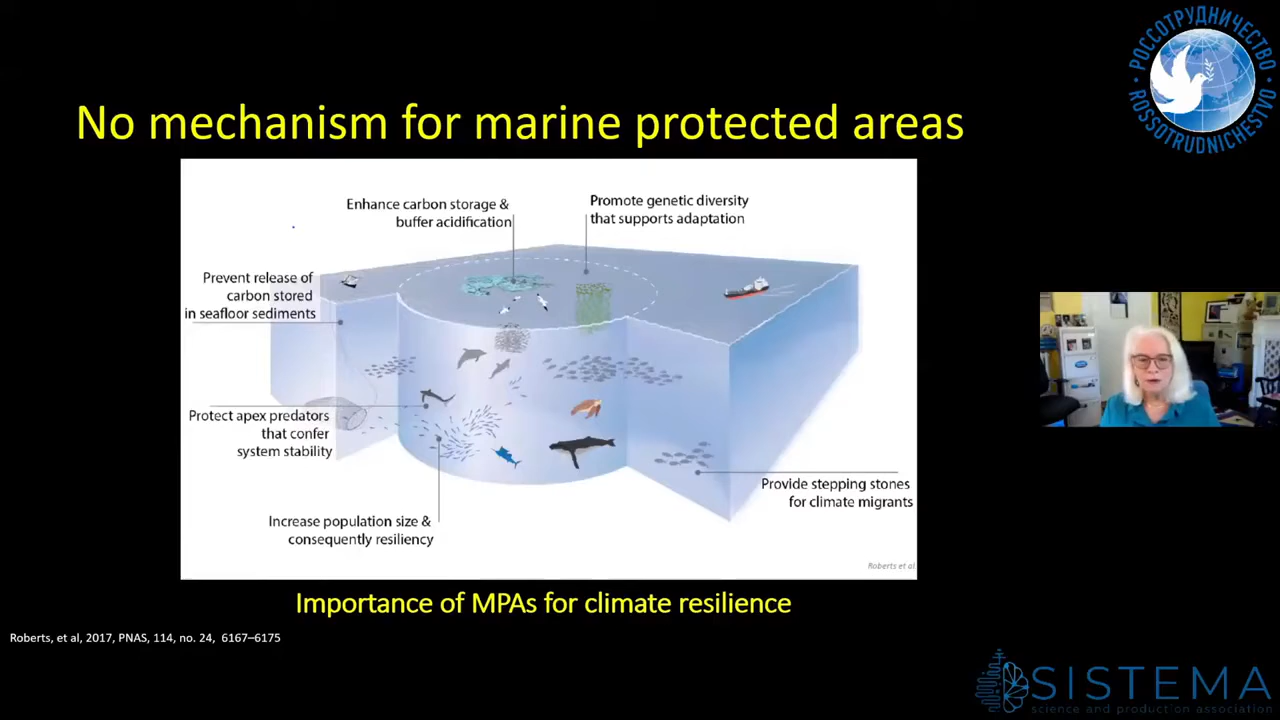 РОССОТРУДНИЧЕСТВО
ROSSOTRUDNICHESTVO
No mechanism for marine protected areas
Enhance carbon storage &
buffer acidification
Promote genetic diversity
that supports adaptation
Prevent release of
carbon stored
in seafloor sediments
Protect apex predators
that confer
system stability
Provide stepping stones
for climate migrants
Increase population size &
consequently resiliency
Roberts et al
Importance of MPAs for climate resilience
Roberts, et al, 2017, PNAS, 114, no. 24, 6167–6175
SISTEMA
science and production association